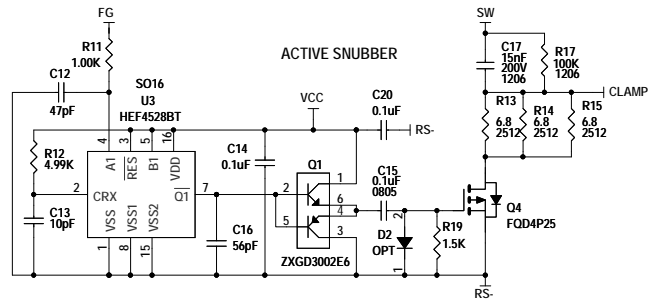 FG
R11
1.00K
C12
47pF
SO16
U3
HEF4528BT
ACTIVE SNUBBER
VCC
C20
0.1uF
RS-
SW
C17
15nF
200V
1206
R17
100K
1206
CLAMP
R13
6.8
2512
R14
6.8
2512
R15
6.8
2512
R12
4.99K
C13
10pF
4
3
5
16
A1
RES
B1
VDD
2
CRX
Q1
7
VSS
VSS1
VSS2
1
8
15
C14
0.1uF
C16
56pF
Q1
2
5
1
6
4
3
ZXGD3002E6
C15
0.1uF
0805
2
D2
OPT
1
R19
1.5K
Q4
FQD4P25
RS-